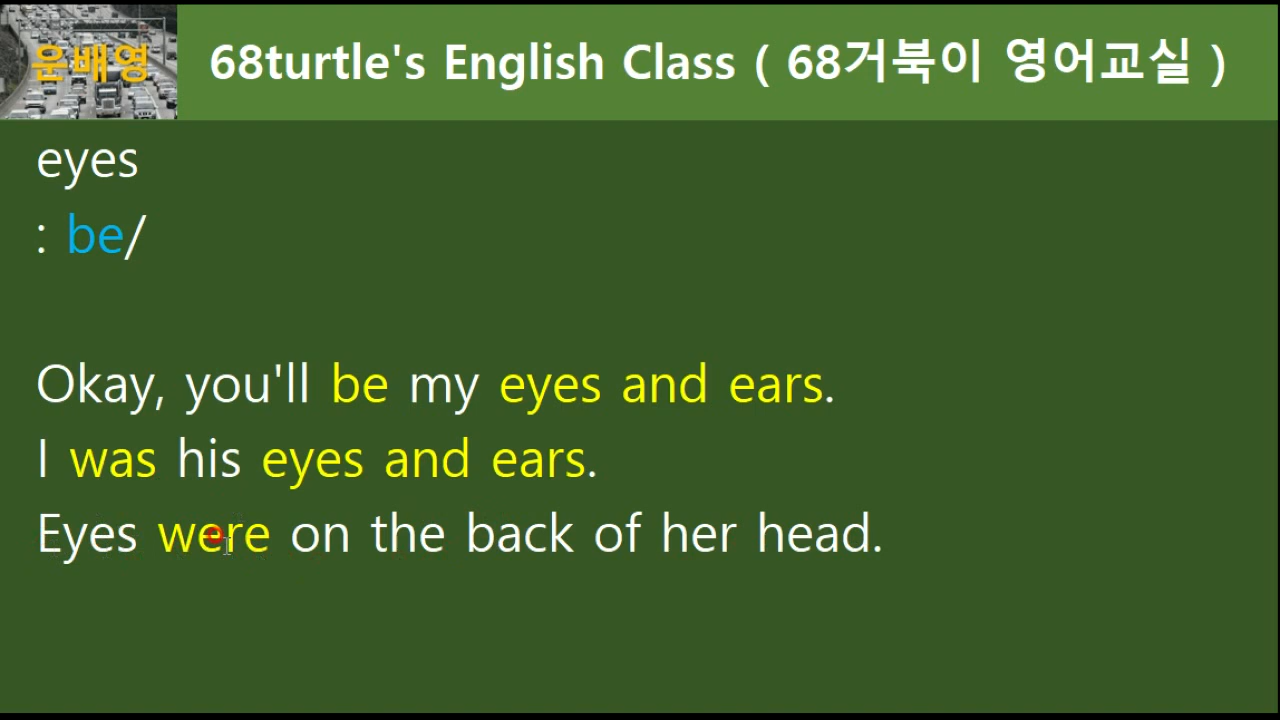 운배영
68turtle's English Class ( 68거북이 영어교실 )
eyes
: be/
Okay, you'll be my eyes and ears.
I was his eyes and ears.
Eyes were on the back of her head.